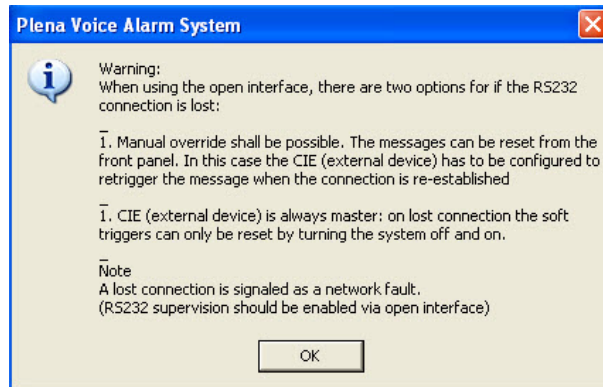 Plena Voice Alarm System
Warning:
When using the open interface, there are two options for if the RS232
connection is lost:
_
1. Manual override shall be possible. The messages can be reset from the
front panel. In this case the CIE (external device) has to be configured to
retrigger the message when the connection is re-established
_
1. CIE (external device) is always master: on lost connection the soft
triggers can only be reset by turning the system off and on.
_
Note
A lost connection is signaled as a network fault.
(RS232 supervision should be enabled via open interface)
OK